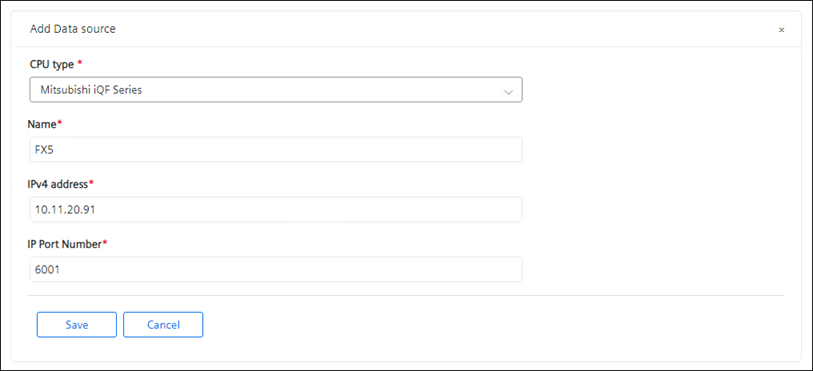 Add Data source ×
CPU type *
Mitsubishi iQF Series
Name*
FX5
IPv4 address*
10.11.20.91
IP Port Number*
6001
Save Cancel